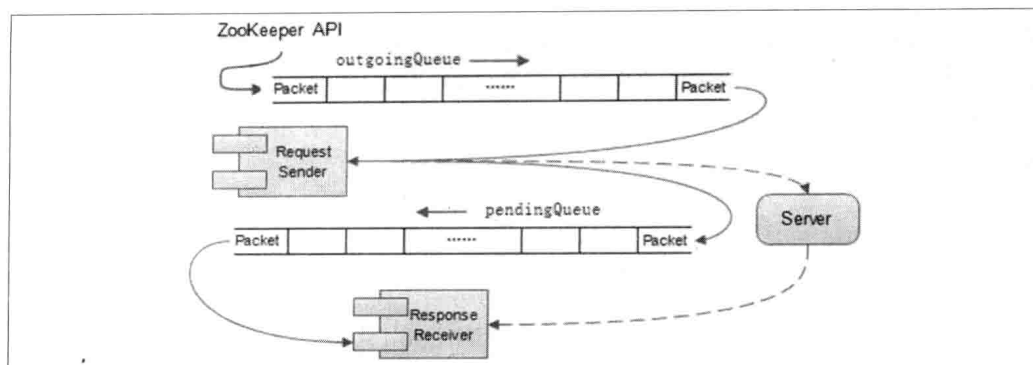 ZooKeeper API
outgoingQueue
Packet ...... Packet
Request
Sender
pendingQueue
Server
Packet ...... Packet
Response
Receiver